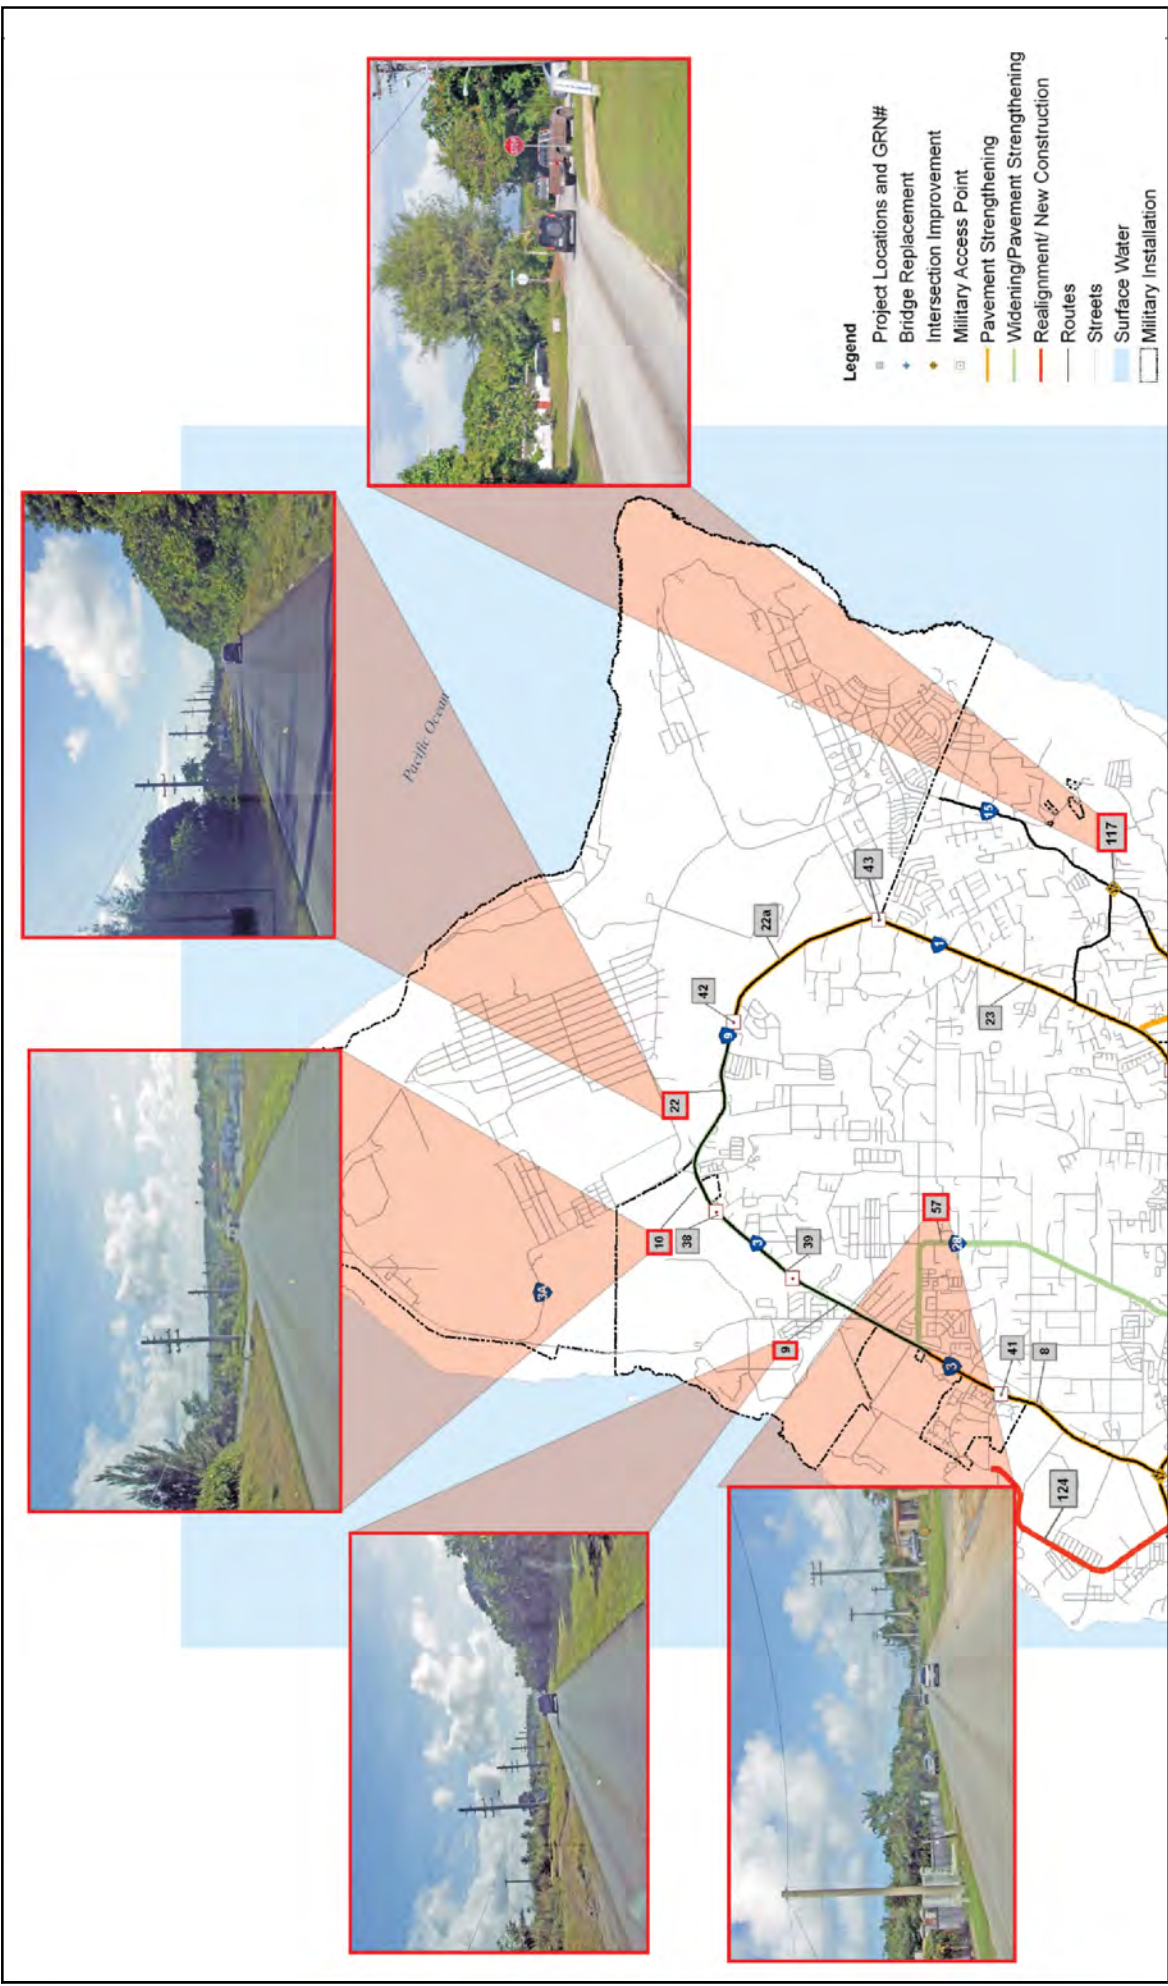 Pacific Ocean
3A
22
10
38
9
42
22a
43
9
3
39
1
23
15
117
57
28
3
41
8
124
STOP
Legend
Project Locations and GRN#
Bridge Replacement
Intersection Improvement
Military Access Point
Pavement Strengthening
Widening/Pavement Strengthening
Realignment/ New Construction
Routes
Streets
Surface Water
Military Installation